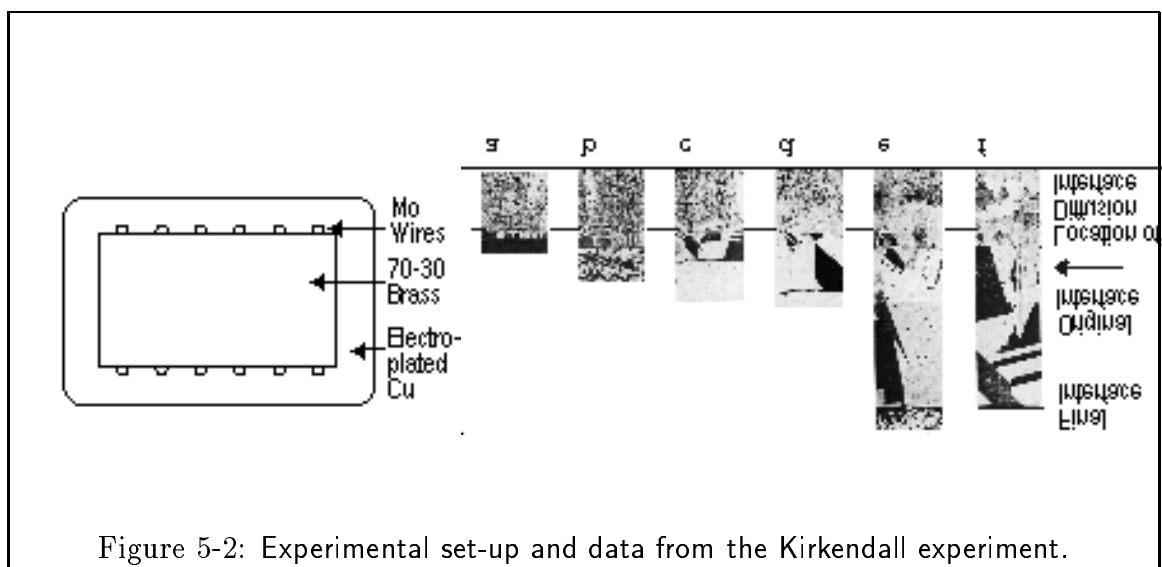 Mo
Wires
70-30
Brass
Electro-
plated
Cu
a b c d e f
Location of
Diffusion
Interface
Original
Interface
Final
Interface
Figure 5-2: Experimental set-up and data from the Kirkendall experiment.